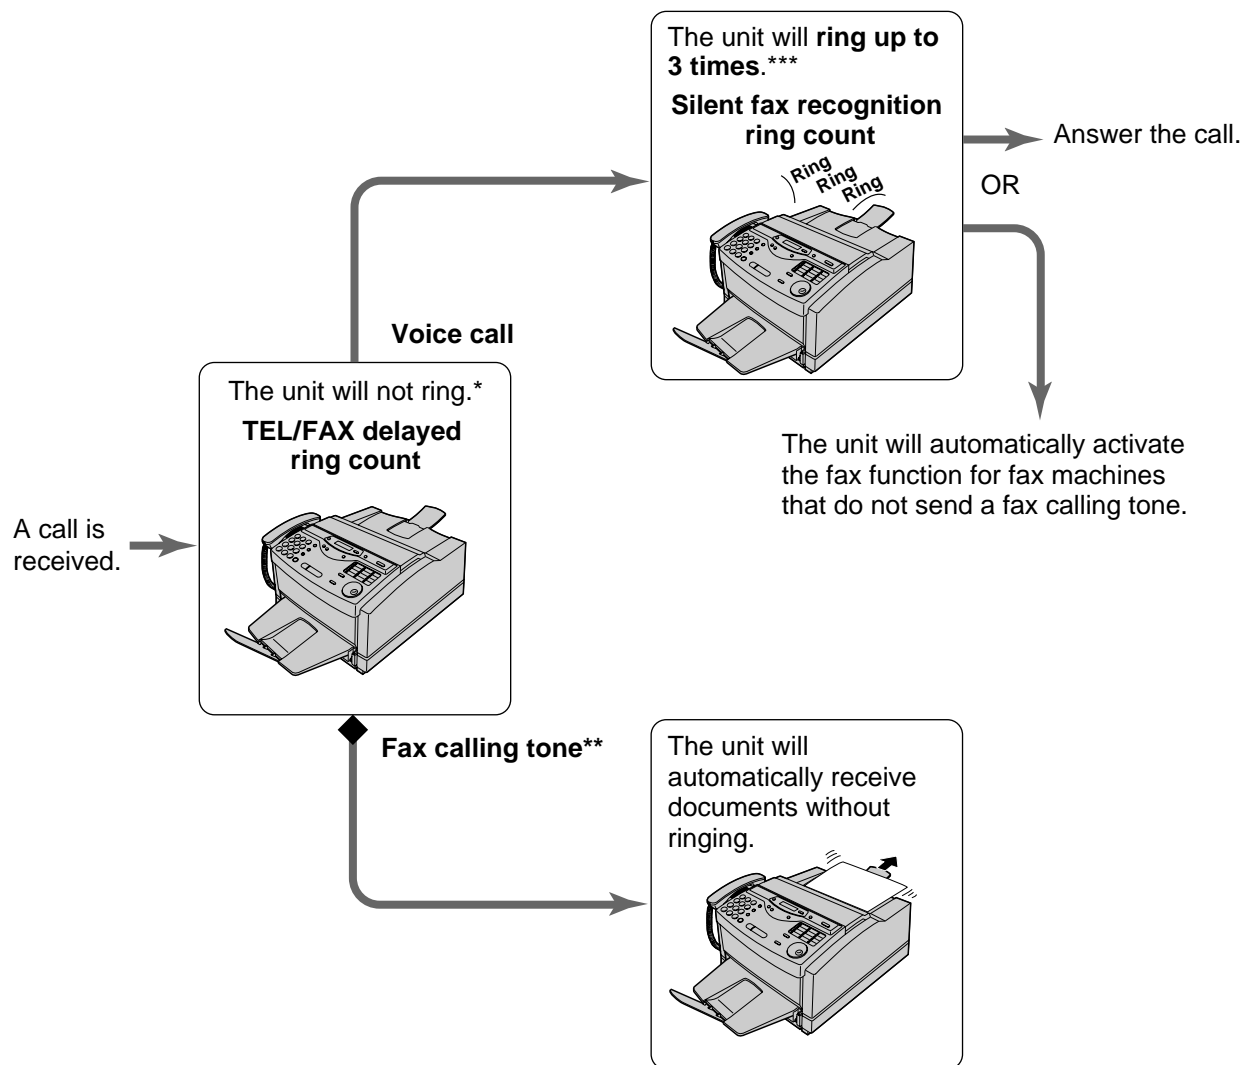 The unit will ring up to
3 times.***
Silent fax recognition
ring count
Ring
Ring
Ring
Answer the call.
OR
The unit will automatically activate
the fax function for fax machines
that do not send a fax calling tone.
Voice call
The unit will not ring.*
TEL/FAX delayed
ring count
A call is
received.
Fax calling tone**
The unit will
automatically receive
documents without
ringing.